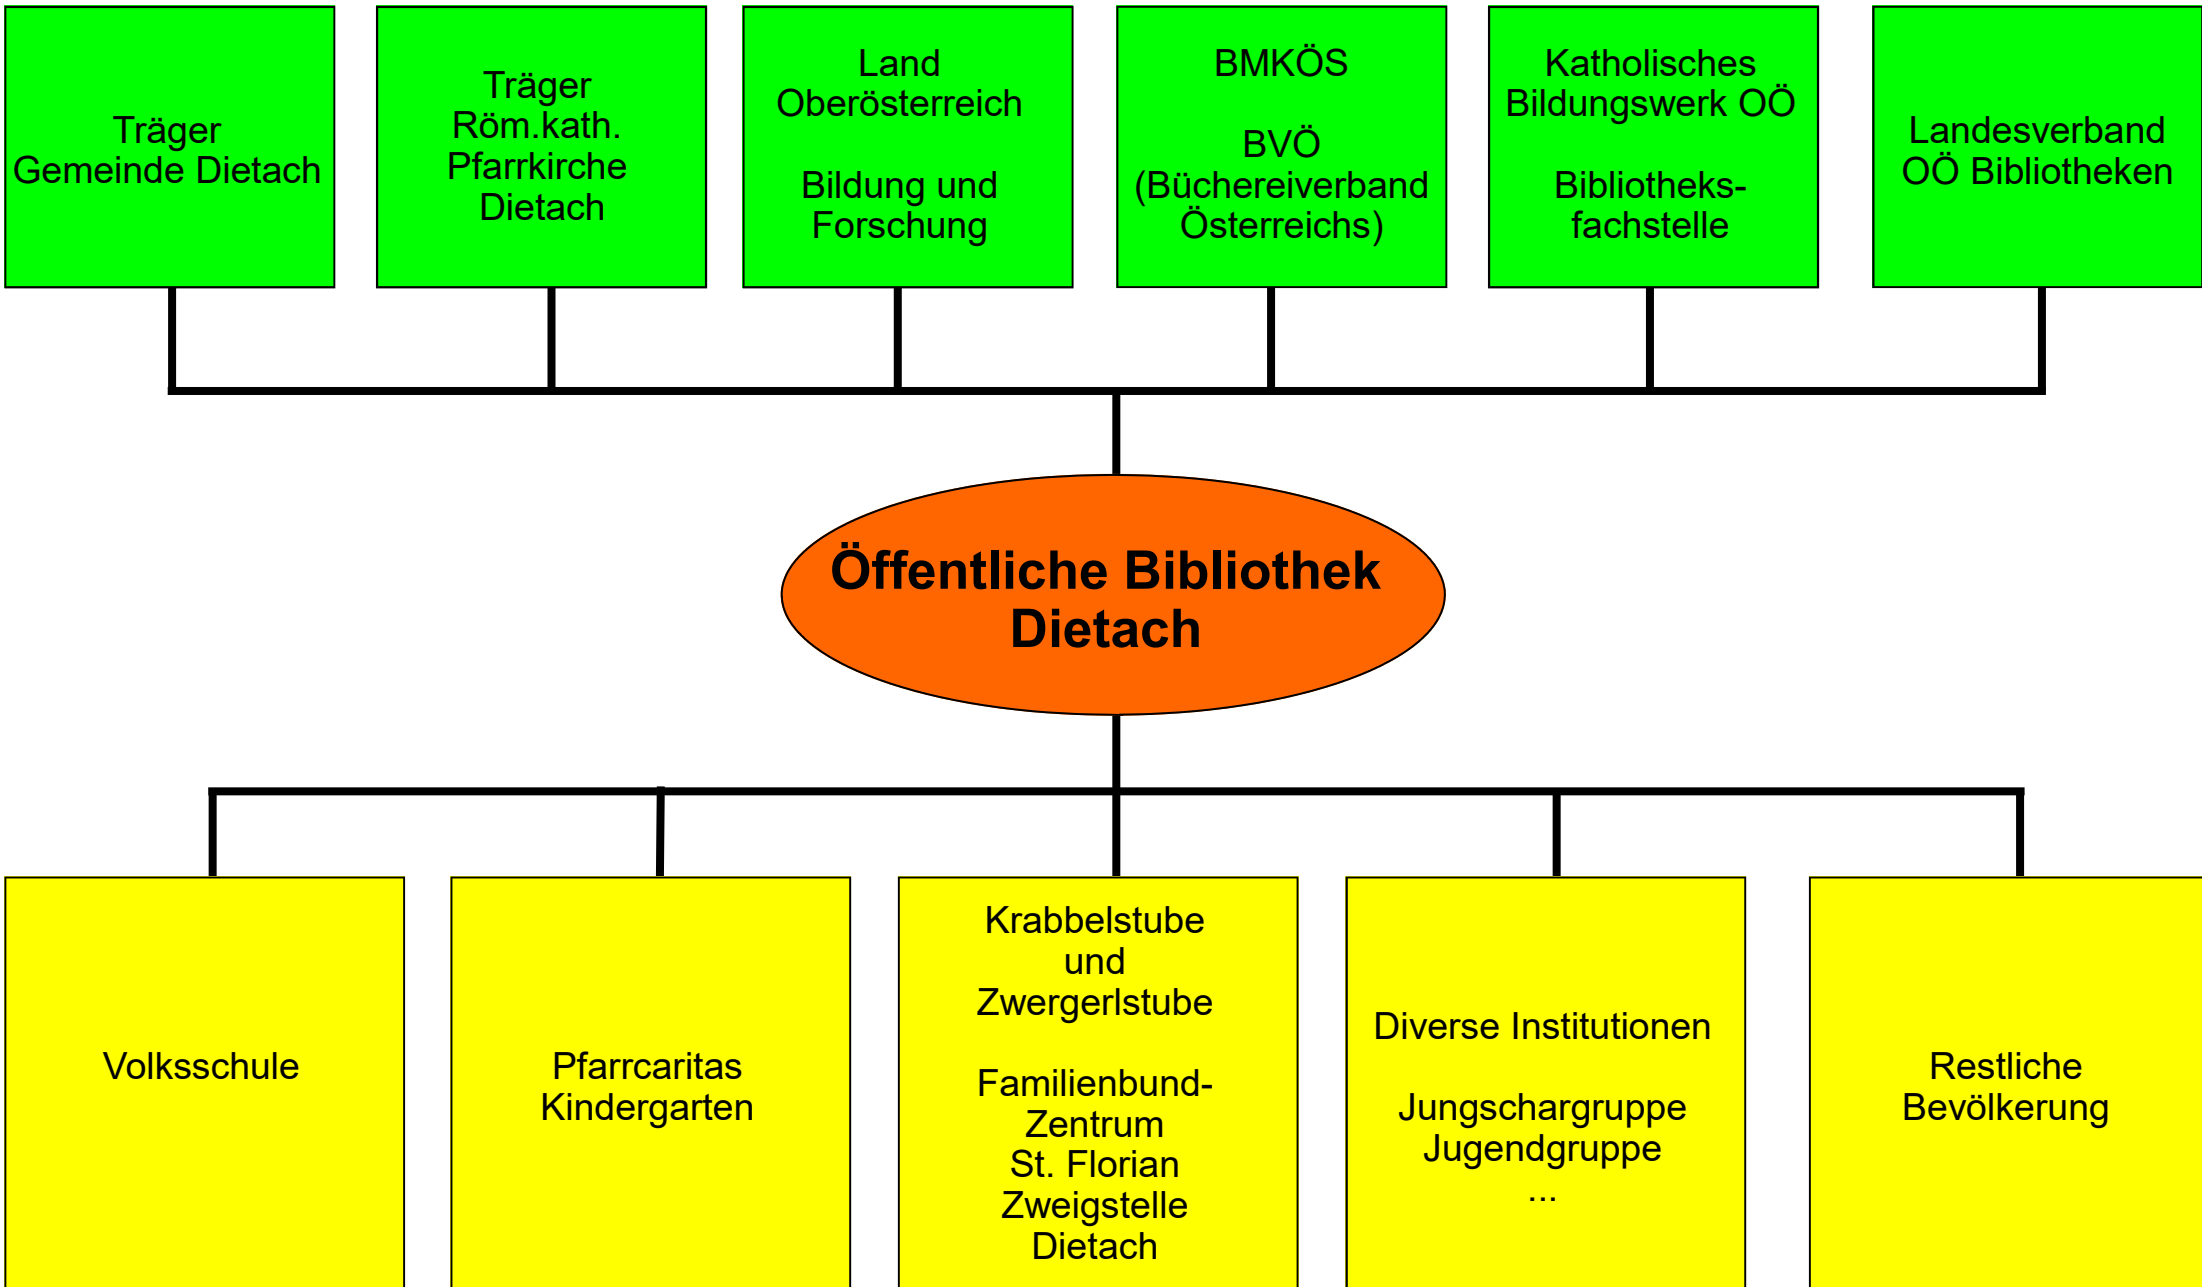 Träger
Gemeinde Dietach
Träger
Röm.kath.
Pfarrkirche
Dietach
Land
Oberösterreich
Bildung und
Forschung
BMKÖS
BVÖ
(Büchereiverband
Österreichs)
Katholisches
Bildungswerk OÖ
Bibliotheks-
fachstelle
Landesverband
OÖ Bibliotheken
Öffentliche Bibliothek
Dietach
Volksschule
Pfarrcaritas
Kindergarten
Krabbelstube
und
Zwergerlstube
Familienbund-
Zentrum
St. Florian
Zweigstelle
Dietach
Diverse Institutionen
Jungschargruppe
Jugendgruppe
...
Restliche
Bevölkerung